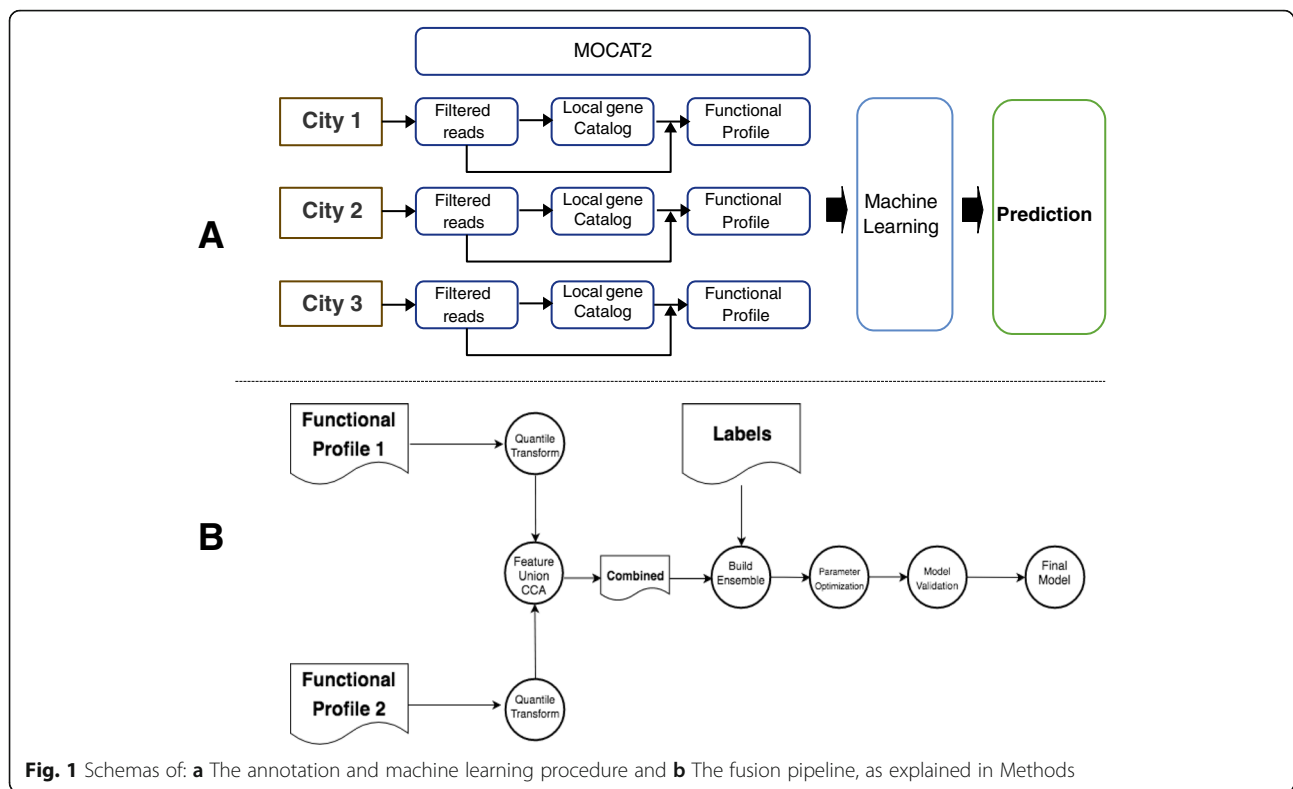 MOCAT2
City 1
Filtered
reads
Local gene
Catalog
Functional
Profile
City 2
Filtered
reads
Local gene
Catalog
Functional
Profile
City 3
Filtered
reads
Local gene
Catalog
Functional
Profile
Machine
Learning
Prediction
A
Functional
Profile 1
Quantile
Transform
Labels
B
Feature
Union
CCA
Combined
Build
Ensemble
Parameter
Optimization
Model
Validation
Final
Model
Functional
Profile 2
Quantile
Transform
Fig. 1 Schemas of: a The annotation and machine learning procedure and b The fusion pipeline, as explained in Methods